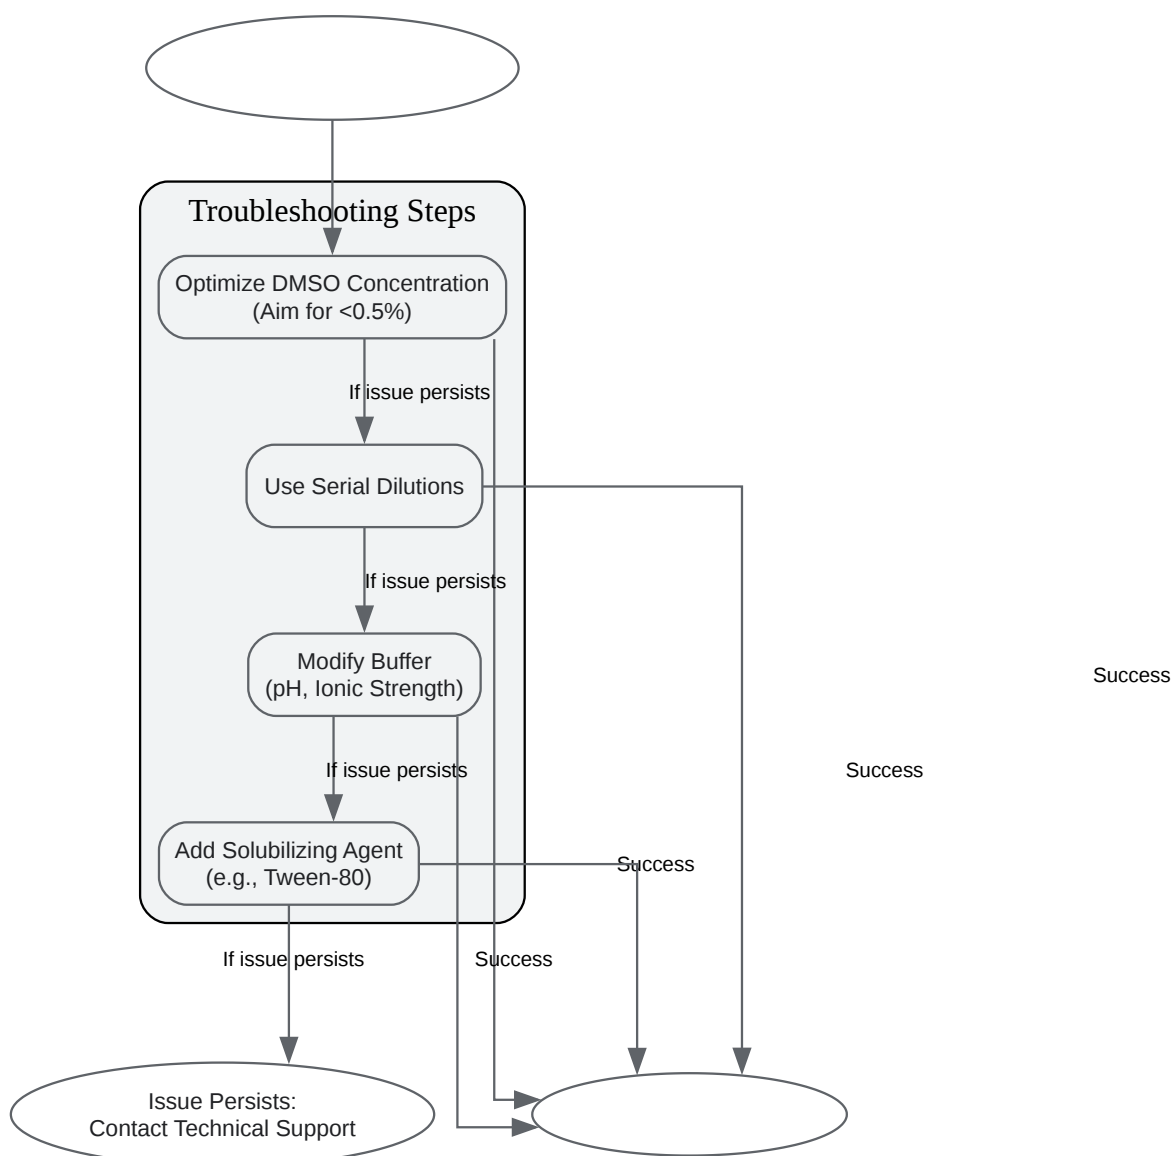 Troubleshooting Steps
Optimize DMSO Concentration
(Aim for <0.5%)
If issue persists
Use Serial Dilutions
If issue persists
Modify Buffer
(pH, Ionic Strength)
Success
If issue persists
Success
Add Solubilizing Agent
(e.g., Tween-80)
Success
If issue persists
Success
Issue Persists:
Contact Technical Support